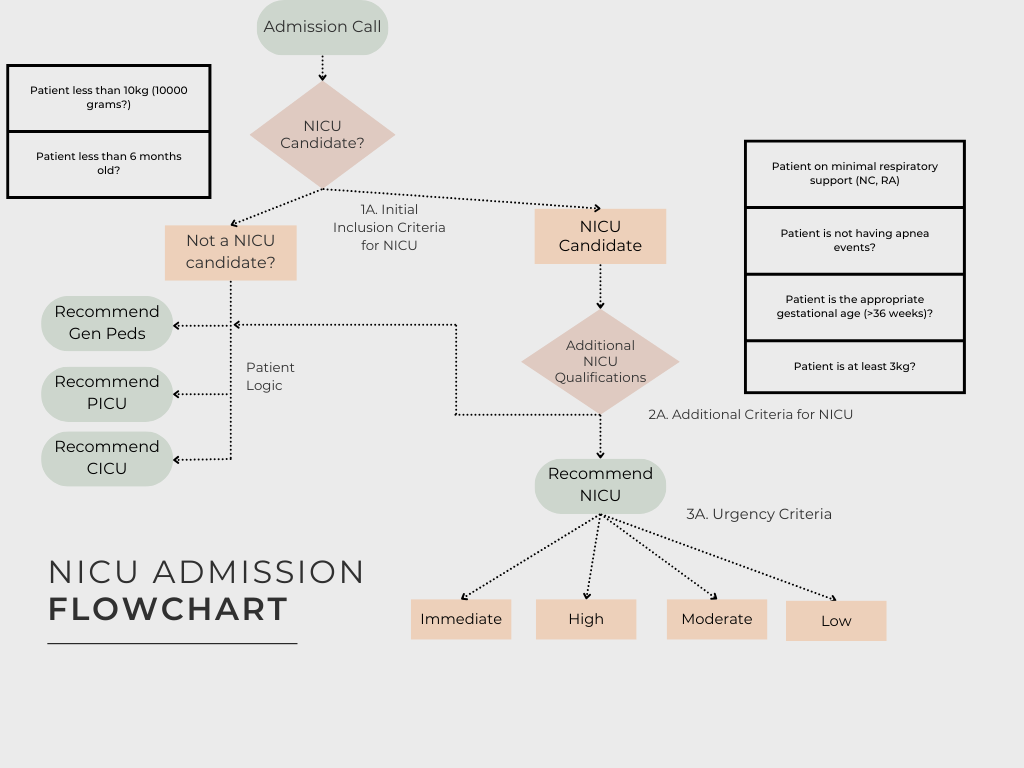 Admission Call
Patient less than 10kg (10000
grams?)
Patient less than 6 months
old?
NICU
Candidate?
1A. Initial
Inclusion Criteria
for NICU
Not a NICU
candidate?
NICU
Candidate
Patient on minimal respiratory
support (NC, RA)
Patient is not having apnea
events?
Patient is the appropriate
gestational age (>36 weeks)?
Patient is at least 3kg?
Recommend
Gen Peds
Patient
Logic
Recommend
PICU
Recommend
CICU
Additional
NICU
Qualifications
2A. Additional Criteria for NICU
Recommend
NICU
3A. Urgency Criteria
NICU ADMISSION
FLOWCHART
Immediate
High
Moderate
Low